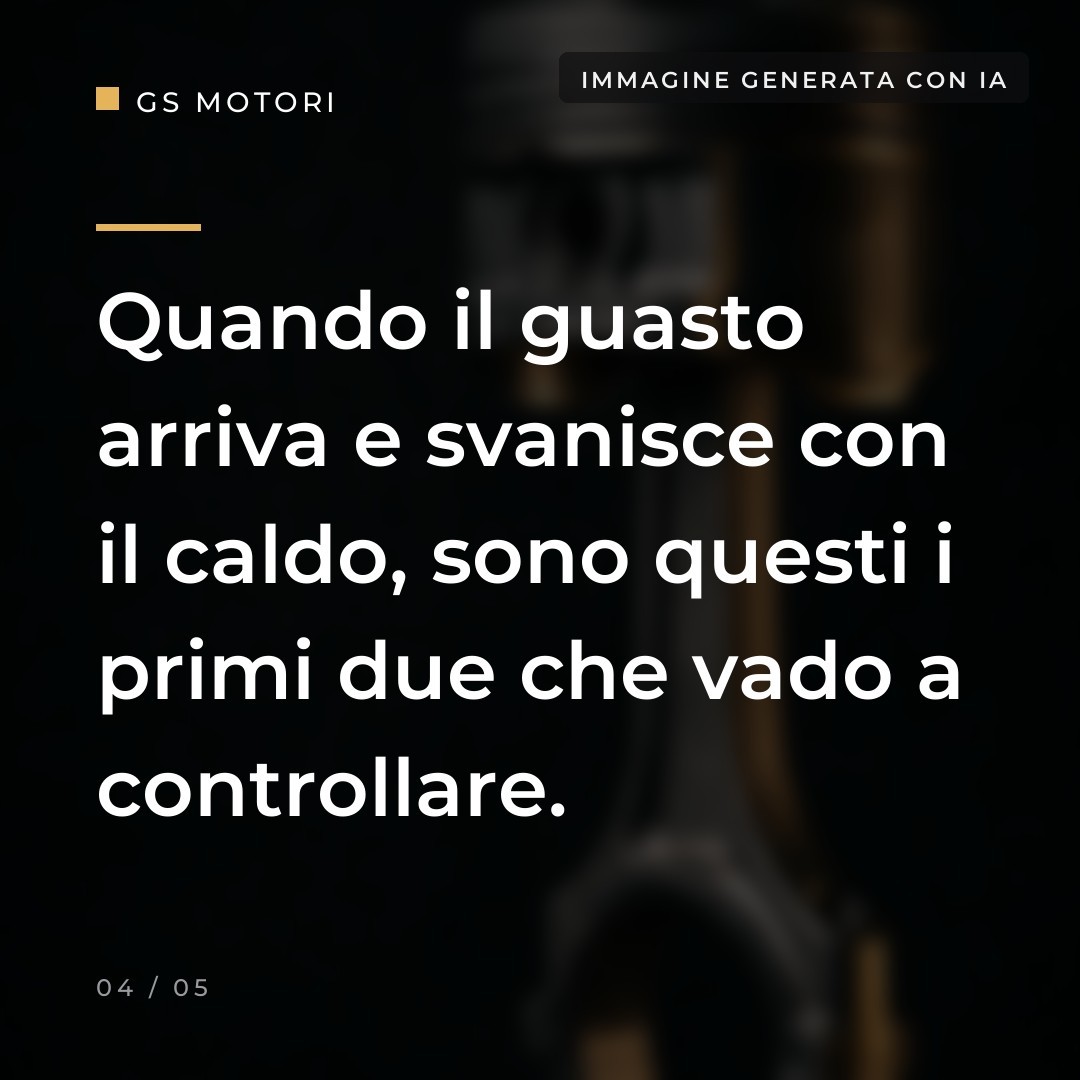 GS MOTORI
IMMAGINE GENERATA CON IA
Quando il guasto
arriva e svanisce con
il caldo, sono questi i
primi due che vado a
controllare.
04 / 05